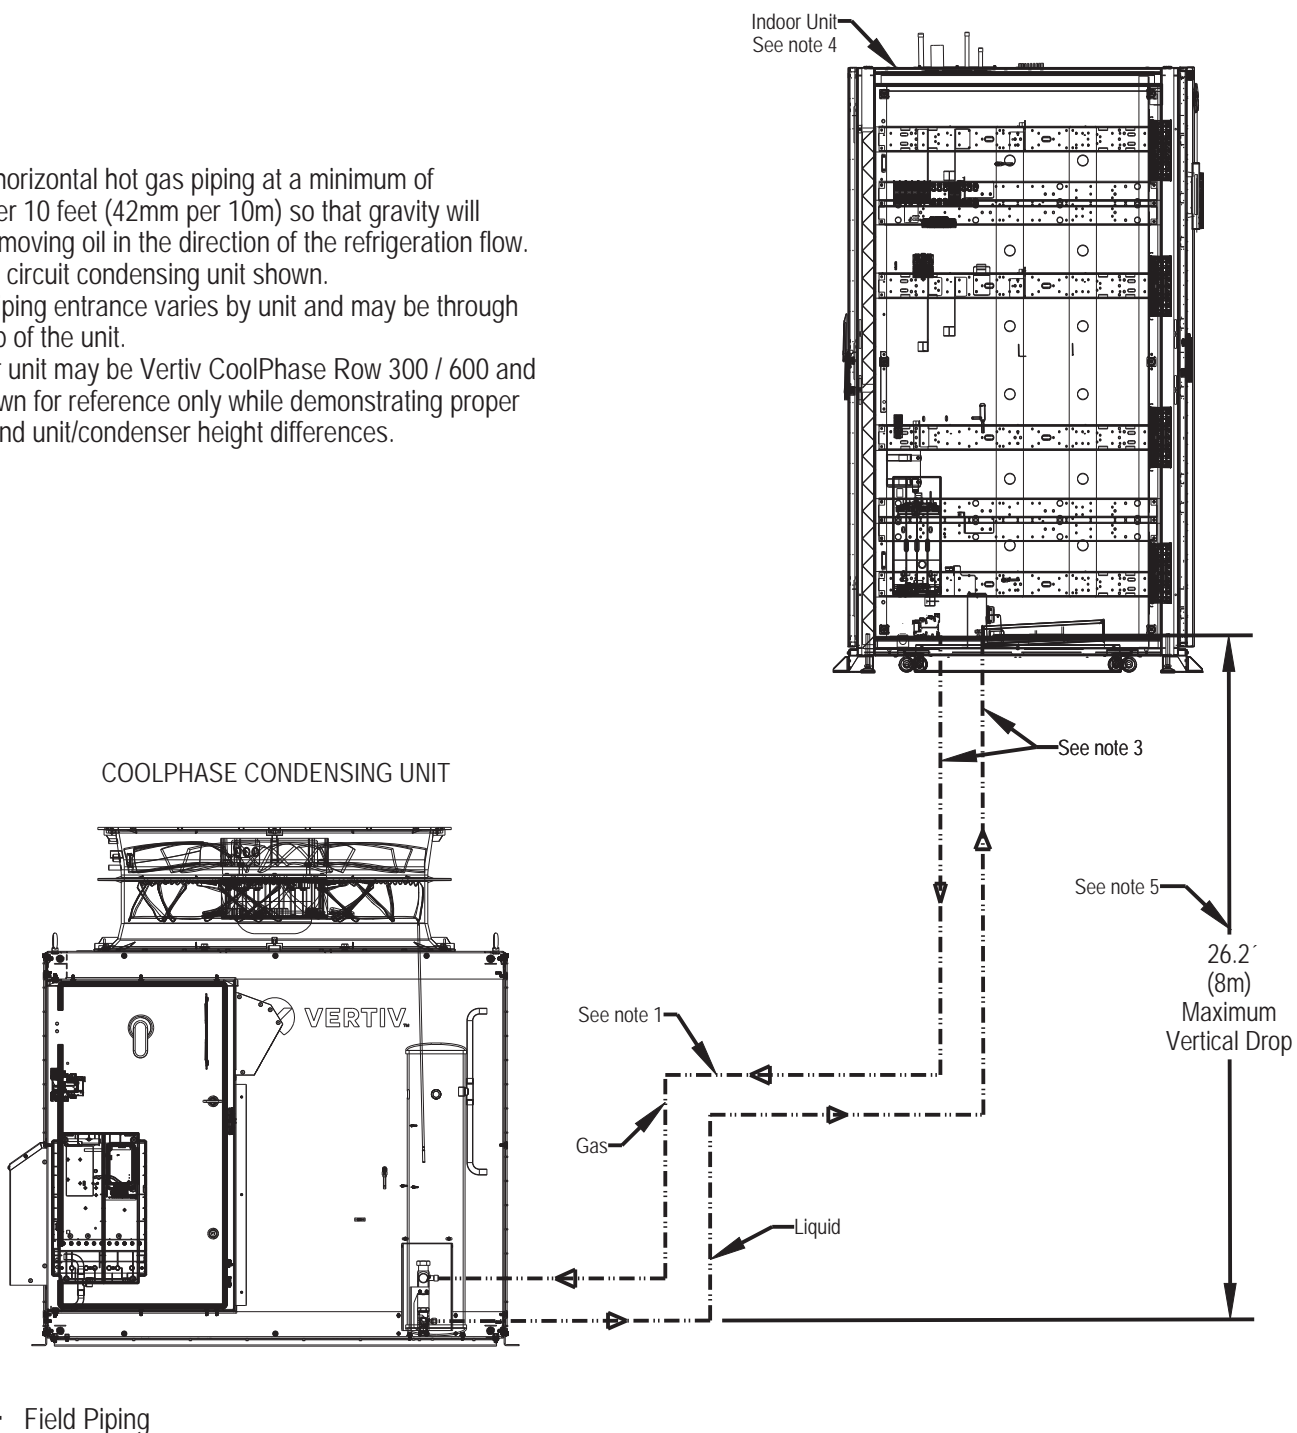 Indoor Unit
See note 4
horizontal hot gas piping at a minimum of
er 10 feet (42mm per 10m) so that gravity will
moving oil in the direction of the refrigeration flow.
circuit condensing unit shown.
ping entrance varies by unit and may be through
of the unit.
unit may be Vertiv CoolPhase Row 300 / 600 and
wn for reference only while demonstrating proper
nd unit/condenser height differences.
See note 3
COOLPHASE CONDENSING UNIT
See note 5
26.2´
(8m)
Maximum
Vertical Drop
VERTIV™
See note 1
Gas
Liquid
Field Piping